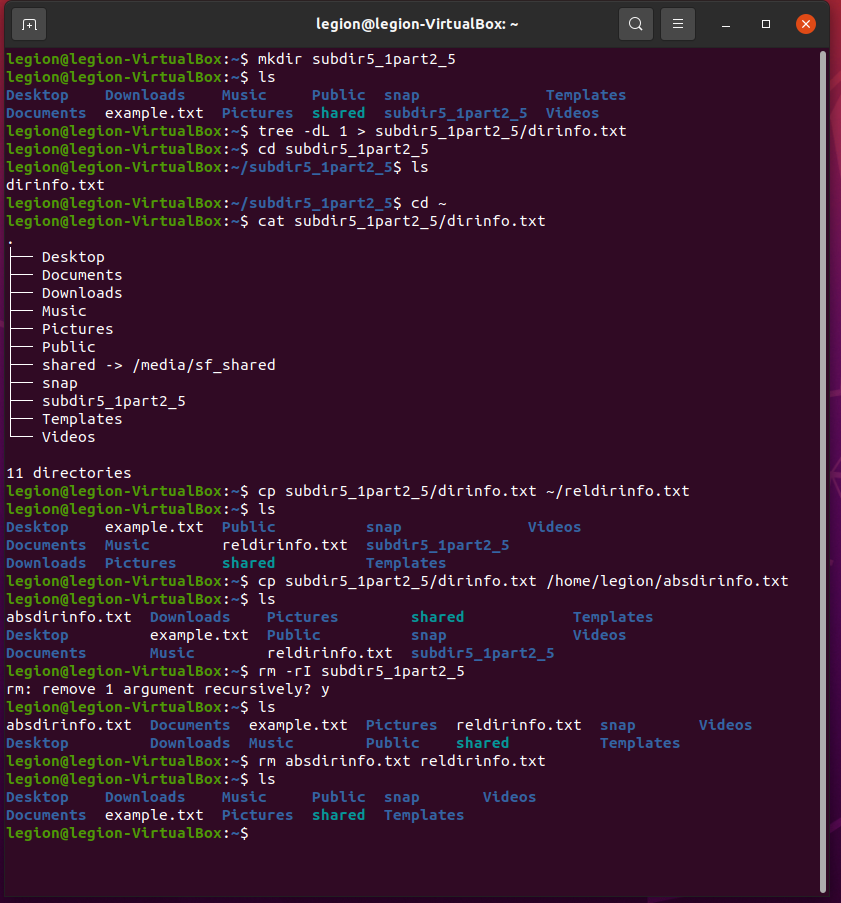 legion@legion-VirtualBox: ~
legion@legion-VirtualBox:~$ mkdir subdir5_1part2_5
legion@legion-VirtualBox:~$ ls
Desktop    Downloads    Music     Public  snap              Templates
Documents  example.txt  Pictures  shared  subdir5_1part2_5  Videos
legion@legion-VirtualBox:~$ tree -dL 1 > subdir5_1part2_5/dirinfo.txt
legion@legion-VirtualBox:~$ cd subdir5_1part2_5
legion@legion-VirtualBox:~/subdir5_1part2_5$ ls
dirinfo.txt
legion@legion-VirtualBox:~/subdir5_1part2_5$ cd ~
legion@legion-VirtualBox:~$ cat subdir5_1part2_5/dirinfo.txt
.
├── Desktop
├── Documents
├── Downloads
├── Music
├── Pictures
├── Public
├── shared -> /media/sf_shared
├── snap
├── subdir5_1part2_5
├── Templates
└── Videos
11 directories
legion@legion-VirtualBox:~$ cp subdir5_1part2_5/dirinfo.txt ~/reldirinfo.txt
legion@legion-VirtualBox:~$ ls
Desktop    example.txt  Public          snap              Videos
Documents  Music        reldirinfo.txt  subdir5_1part2_5
Downloads  Pictures     shared          Templates
legion@legion-VirtualBox:~$ cp subdir5_1part2_5/dirinfo.txt /home/legion/absdirinfo.txt
legion@legion-VirtualBox:~$ ls
absdirinfo.txt  Downloads    Pictures        shared            Templates
Desktop         example.txt  Public          snap              Videos
Documents       Music        reldirinfo.txt  subdir5_1part2_5
legion@legion-VirtualBox:~$ rm -rI subdir5_1part2_5
rm: remove 1 argument recursively? y
legion@legion-VirtualBox:~$ ls
absdirinfo.txt  Documents  example.txt  Pictures  reldirinfo.txt  snap       Videos
Desktop         Downloads  Music        Public    shared          Templates
legion@legion-VirtualBox:~$ rm absdirinfo.txt reldirinfo.txt
legion@legion-VirtualBox:~$ ls
Desktop    Downloads    Music     Public  snap       Videos
Documents  example.txt  Pictures  shared  Templates
legion@legion-VirtualBox:~$